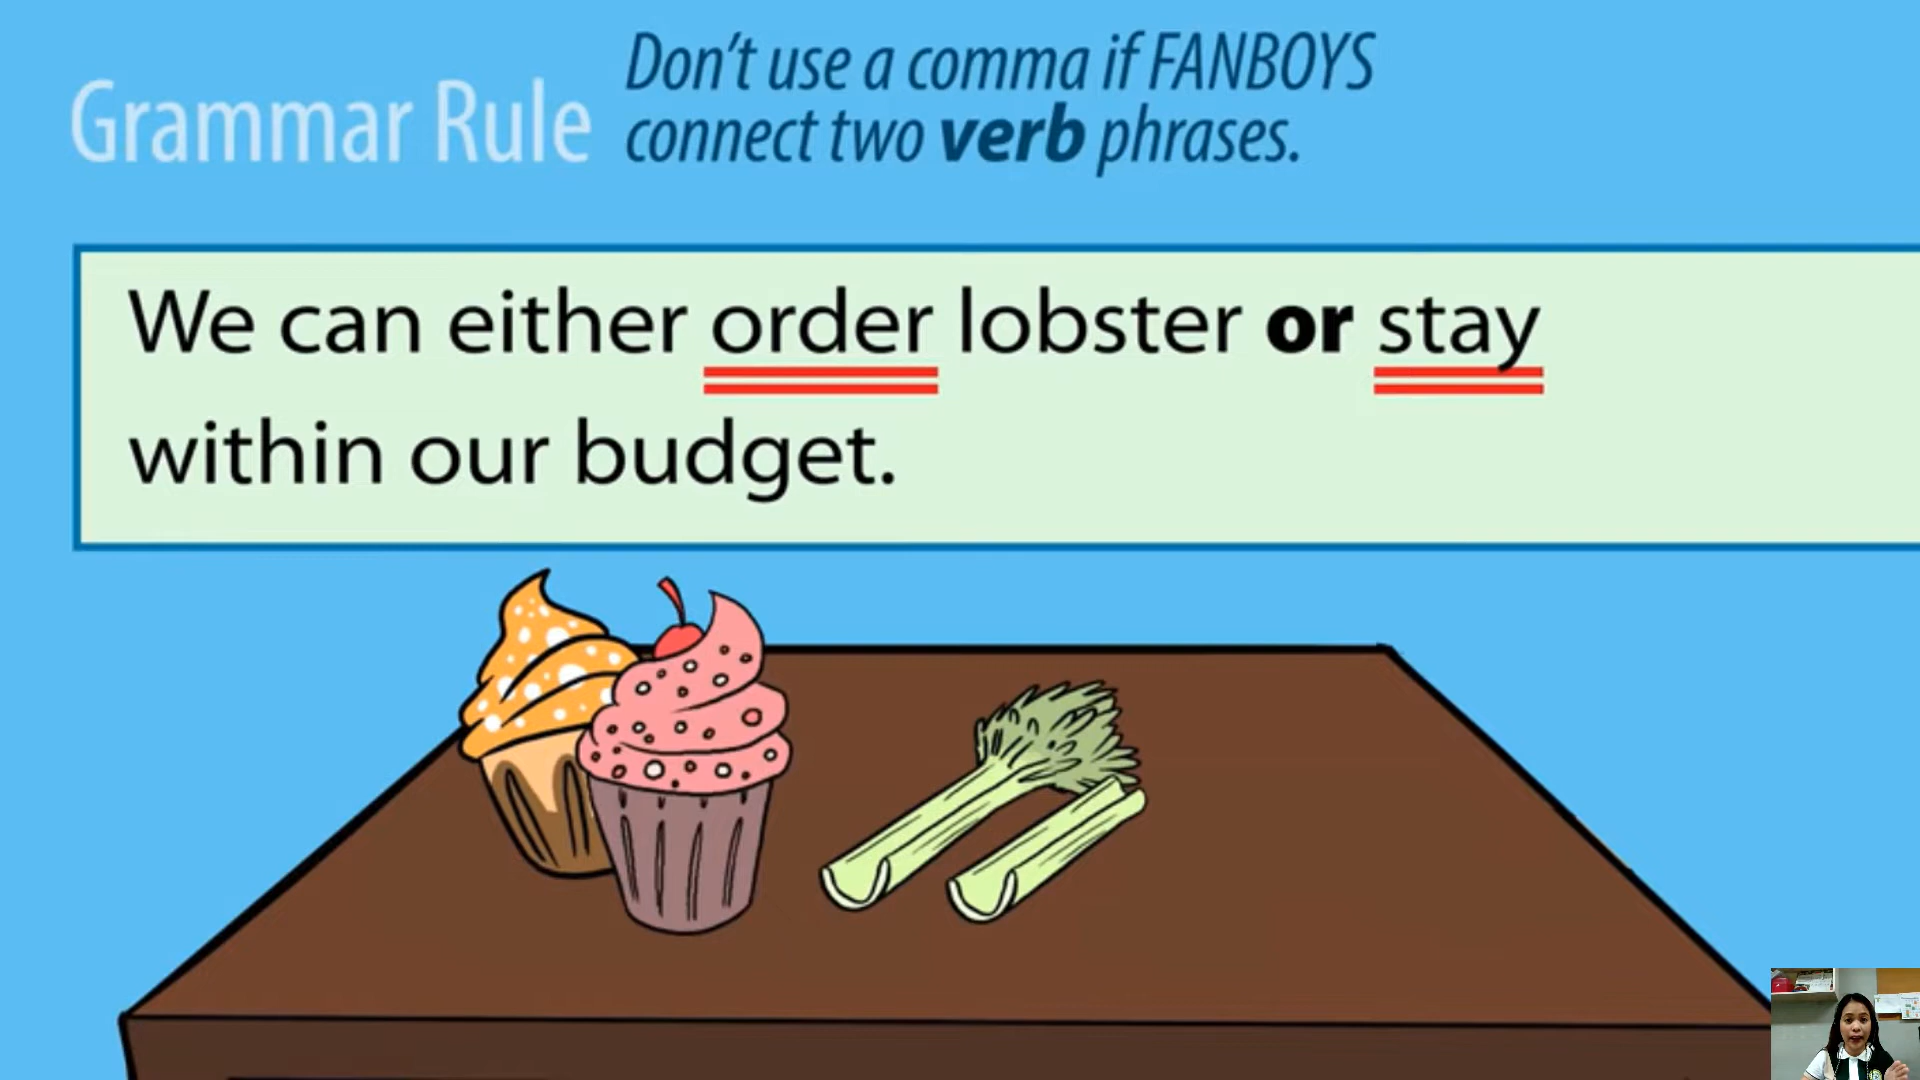 Grammar Rule
Don't use a comma if FANBOYS
connect two verb phrases.
We can either order lobster or stay
within our budget.